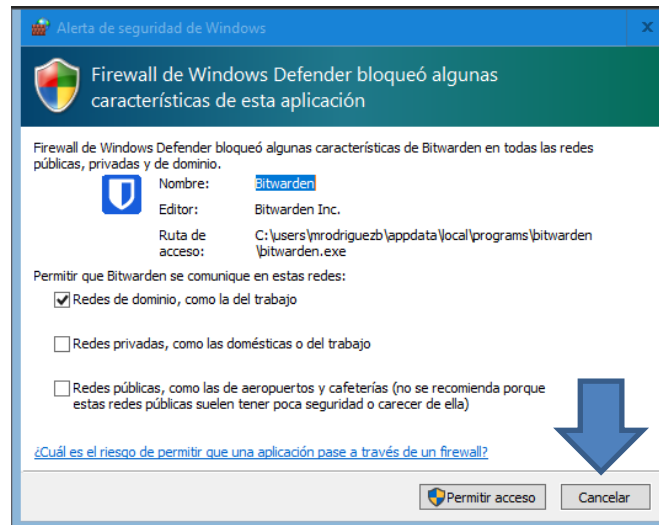 Alerta de seguridad de Windows
X
Firewall de Windows Defender bloqueó algunas
características de esta aplicación
Firewall de Windows Defender bloqueó algunas características de Bitwarden en todas las redes
públicas, privadas y de dominio.
Nombre: Bitwarden
Editor: Bitwarden Inc.
Ruta de C:\users\mrodriguezb\appdata\local\programs\bitwarden
acceso: \bitwarden.exe
Permitir que Bitwarden se comunique en estas redes:
Redes de dominio, como la del trabajo
Redes privadas, como las domésticas o del trabajo
Redes públicas, como las de aeropuertos y cafeterías (no se recomienda porque
estas redes públicas suelen tener poca seguridad o carecer de ella)
¿Cuál es el riesgo de permitir que una aplicación pase a través de un firewall?
Permitir acceso Cancelar